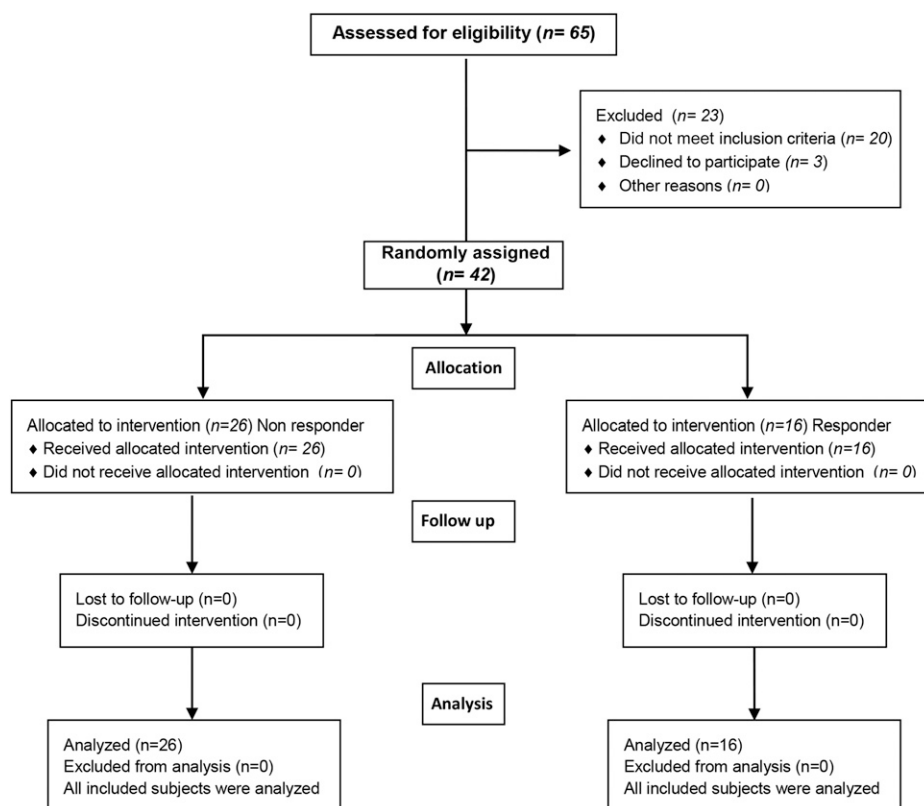 Assessed for eligibility (n= 65)
Excluded (n= 23)
♦ Did not meet inclusion criteria (n= 20)
♦ Declined to participate (n= 3)
♦ Other reasons (n= 0)
Randomly assigned
(n= 42)
Allocation
Allocated to intervention (n=26) Non responder
♦ Received allocated intervention (n= 26)
♦ Did not receive allocated intervention (n= 0)
Allocated to intervention (n=16) Responder
♦ Received allocated intervention (n=16)
♦ Did not receive allocated intervention (n= 0)
Follow up
Lost to follow-up (n=0)
Discontinued intervention (n=0)
Lost to follow-up (n=0)
Discontinued intervention (n=0)
Analysis
Analyzed (n=26)
Excluded from analysis (n=0)
All included subjects were analyzed
Analyzed (n=16)
Excluded from analysis (n=0)
All included subjects were analyzed